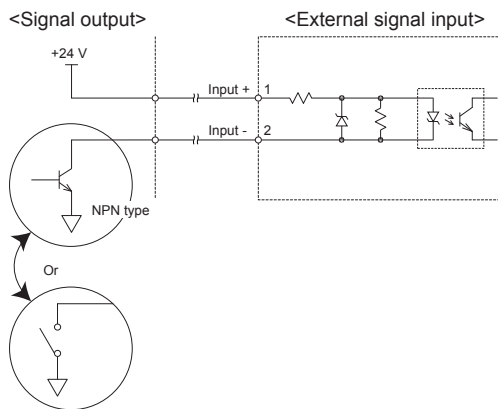 <Signal output>
<External signal input>
+24 V
Input + 1
Input - 2
NPN type
Or